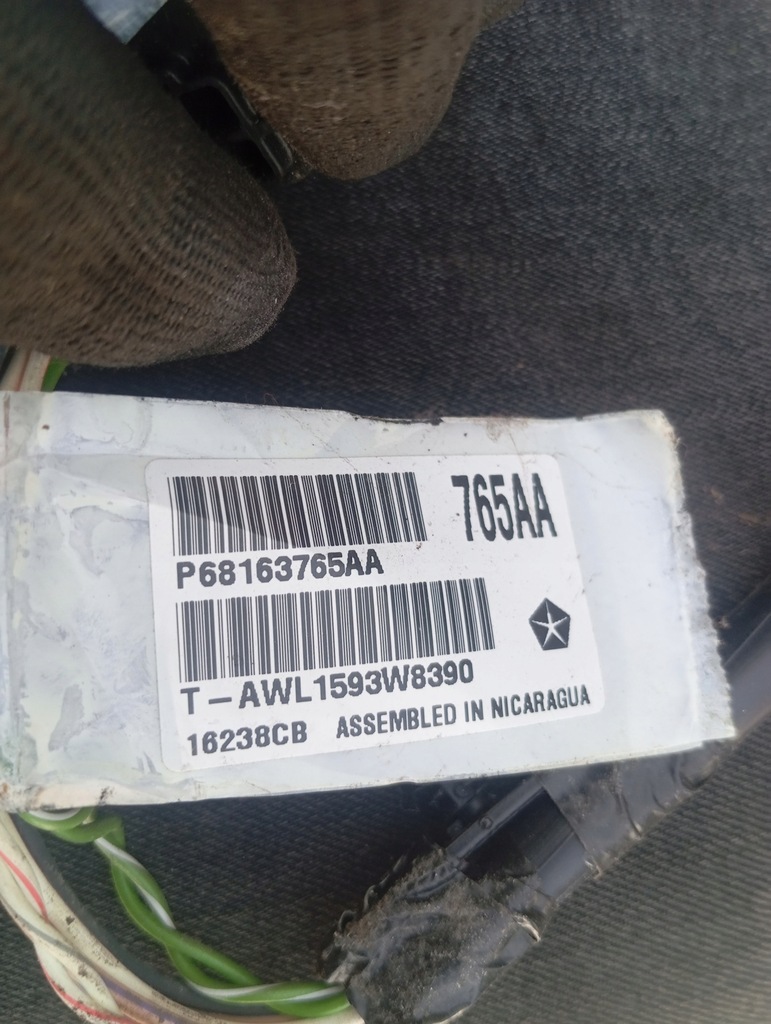 765AA
P68163765AA
T-AWL1593W8390
16238CB ASSEMBLED IN NICARAGUA